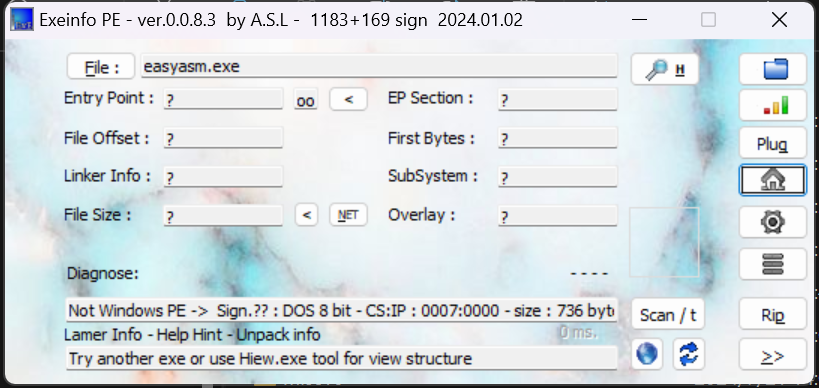 Exeinfo PE - ver.0.0.8.3 by A.S.L - 1183+169 sign 2024.01.02
File : easyasm.exe H
Entry Point : ? oo < EP Section : ?
File Offset : ? First Bytes : ? Plug
Linker Info : ? SubSystem : ?
File Size : ? < NET Overlay : ?
Diagnose: ----
Not Windows PE -> Sign.?? : DOS 8 bit - CS:IP : 0007:0000 - size : 736 byt Scan / t Rip
Lamer Info - Help Hint - Unpack info 0 ms.
Try another exe or use Hiew.exe tool for view structure >>